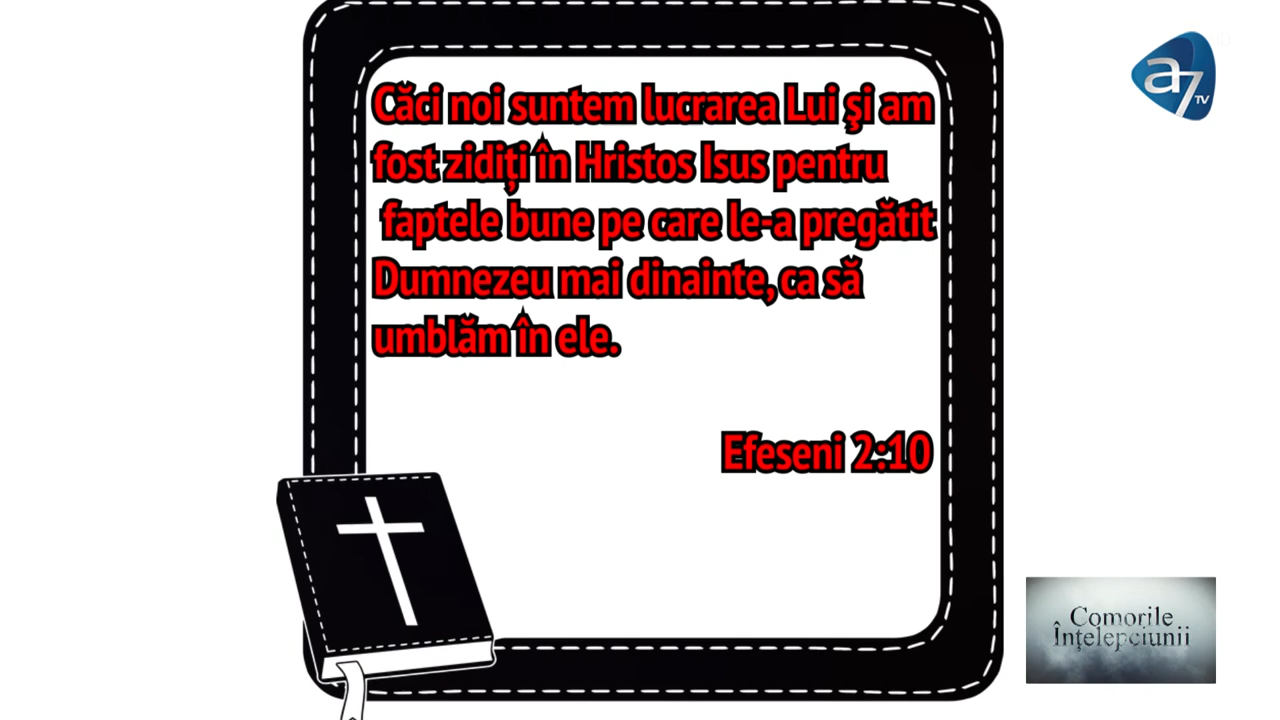 Căci noi suntem lucrarea Lui şi am
fost zidiți în Hristos Isus pentru
faptele bune pe care le-a pregătit
Dumnezeu mai dinainte, ca să
umblăm în ele.
Efeseni 2:10
a7 TV
Comorile
Înţelepciunii